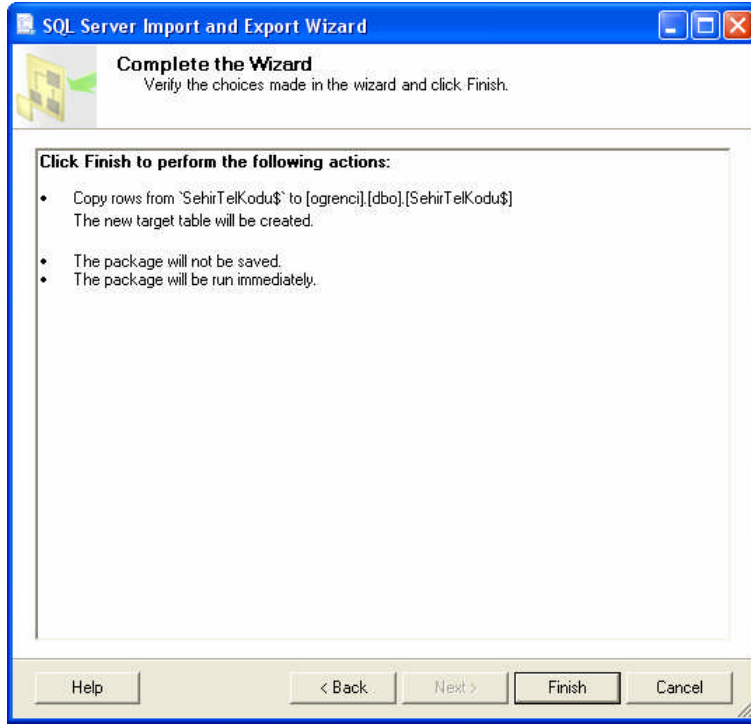 SQL Server Import and Export Wizard
Complete the Wizard
Verify the choices made in the wizard and click Finish.
Click Finish to perform the following actions:
• Copy rows from `SehirTelKodu$` to [ogrenci].[dbo].[SehirTelKodu$]
The new target table will be created.
• The package will not be saved.
• The package will be run immediately.
Help < Back Next > Finish Cancel